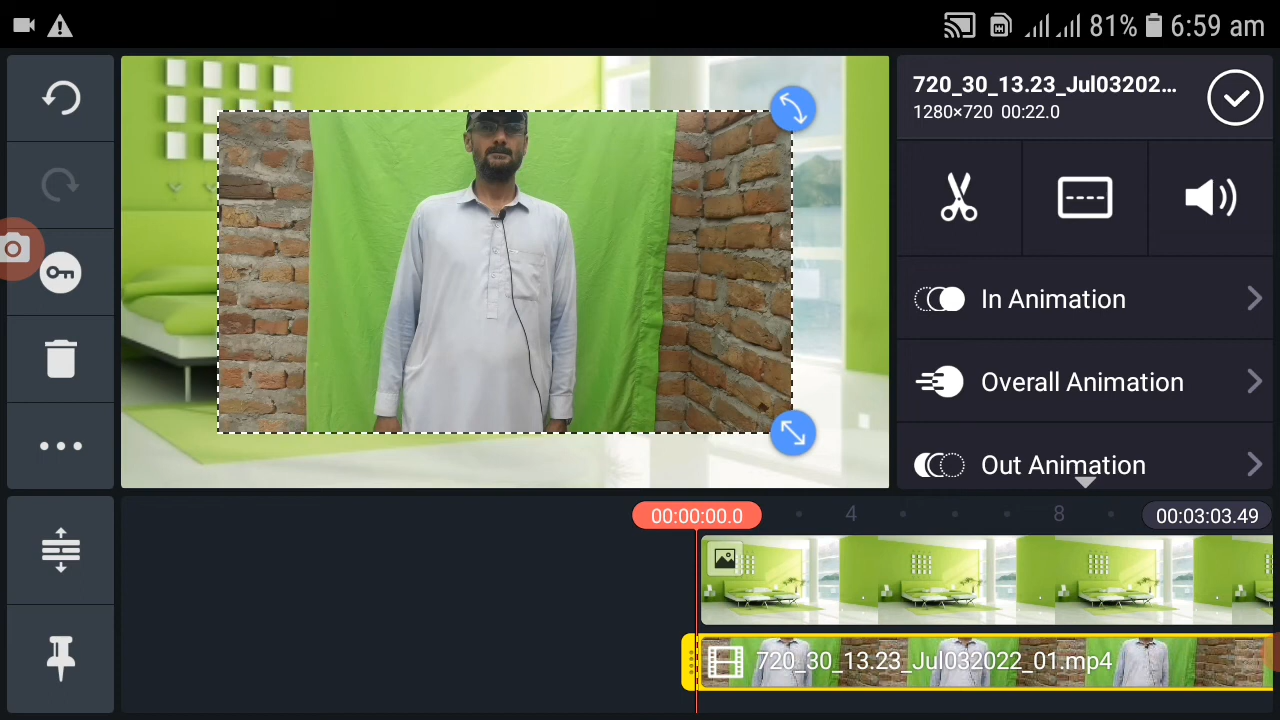 81% 6:59 am
720_30_13.23_Jul032022...
1280×720 00:22.0
In Animation
Overall Animation
Out Animation
00:00:00.0 4 8 00:03:03.49
720_30_13.23_Jul032022_01.mp4